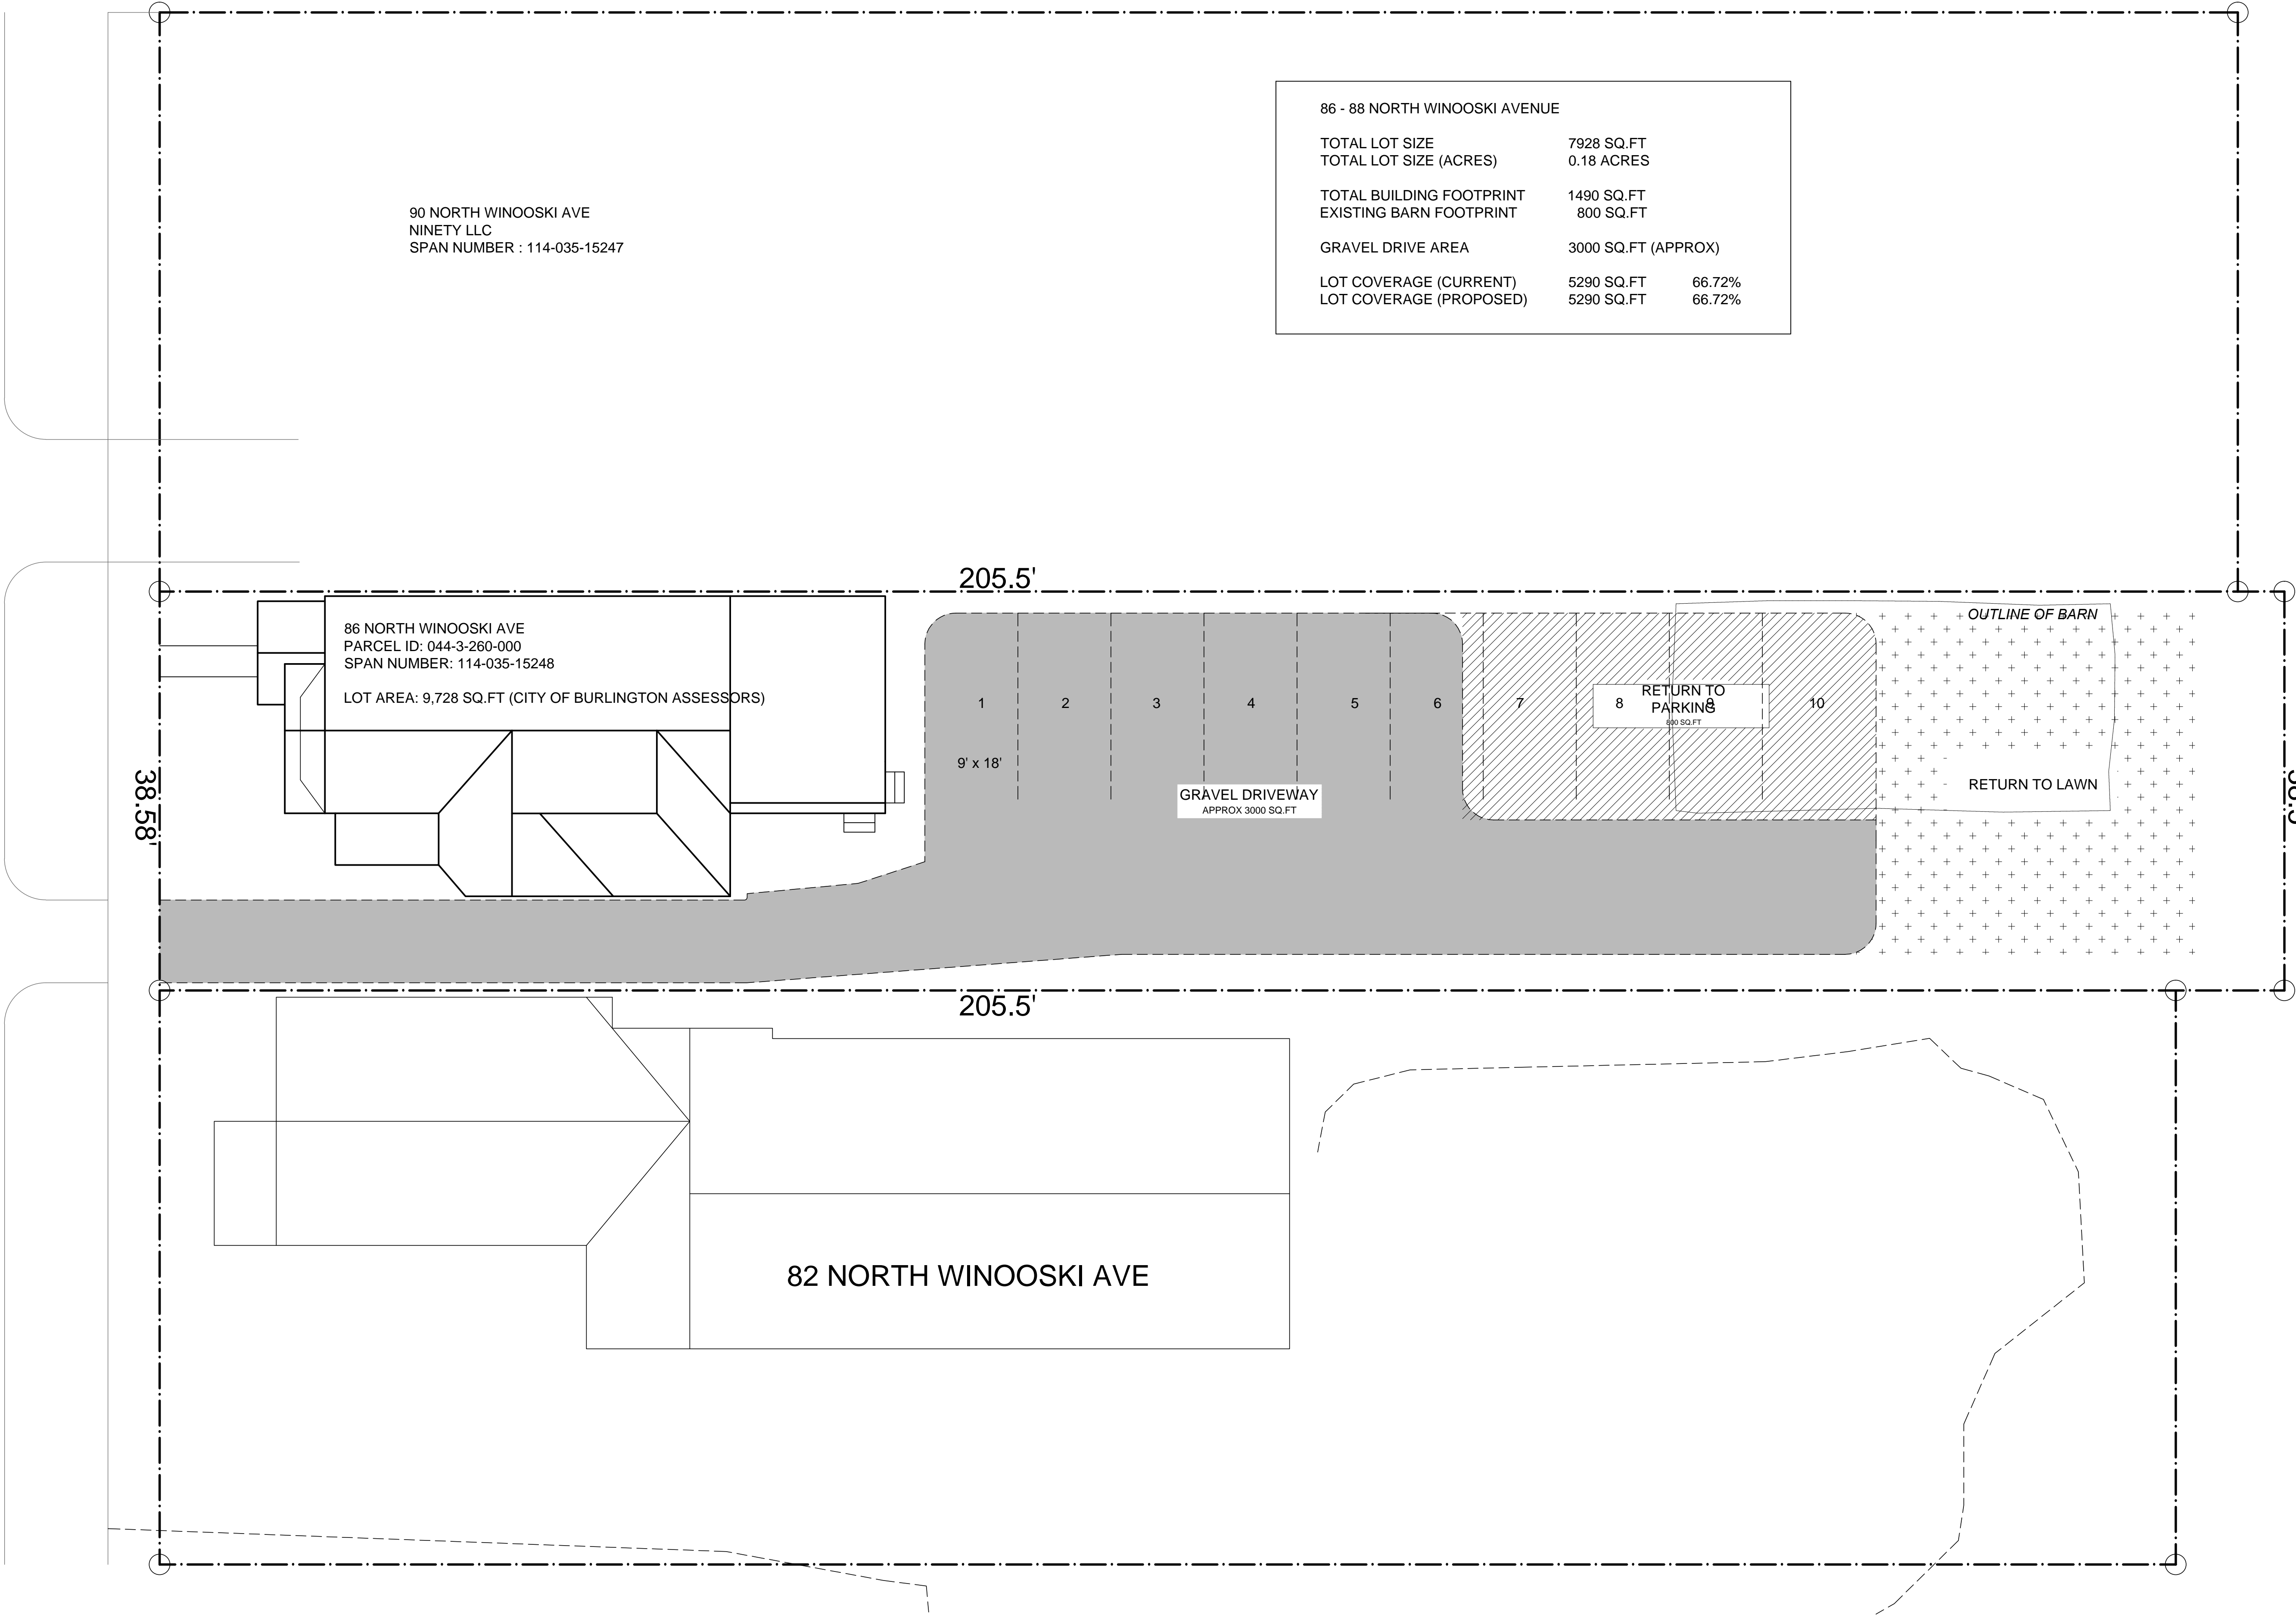 86 - 88 NORTH WINOOSKI AVENUE
TOTAL LOT SIZE 7928 SQ.FT
TOTAL LOT SIZE (ACRES) 0.18 ACRES
TOTAL BUILDING FOOTPRINT 1490 SQ.FT
EXISTING BARN FOOTPRINT 800 SQ.FT
GRAVEL DRIVE AREA 3000 SQ.FT (APPROX)
LOT COVERAGE (CURRENT) 5290 SQ.FT 66.72%
LOT COVERAGE (PROPOSED) 5290 SQ.FT 66.72%
90 NORTH WINOOSKI AVE
NINETY LLC
SPAN NUMBER : 114-035-15247
205.5'
86 NORTH WINOOSKI AVE
PARCEL ID: 044-3-260-000
SPAN NUMBER: 114-035-15248
LOT AREA: 9,728 SQ.FT (CITY OF BURLINGTON ASSESSORS)
OUTLINE OF BARN
1 2 3 4 5 6 7 8 9 10
RETURN TO
PARKING
800 SQ.FT
9' x 18'
GRAVEL DRIVEWAY
APPROX 3000 SQ.FT
RETURN TO LAWN
38.58'
205.5'
82 NORTH WINOOSKI AVE